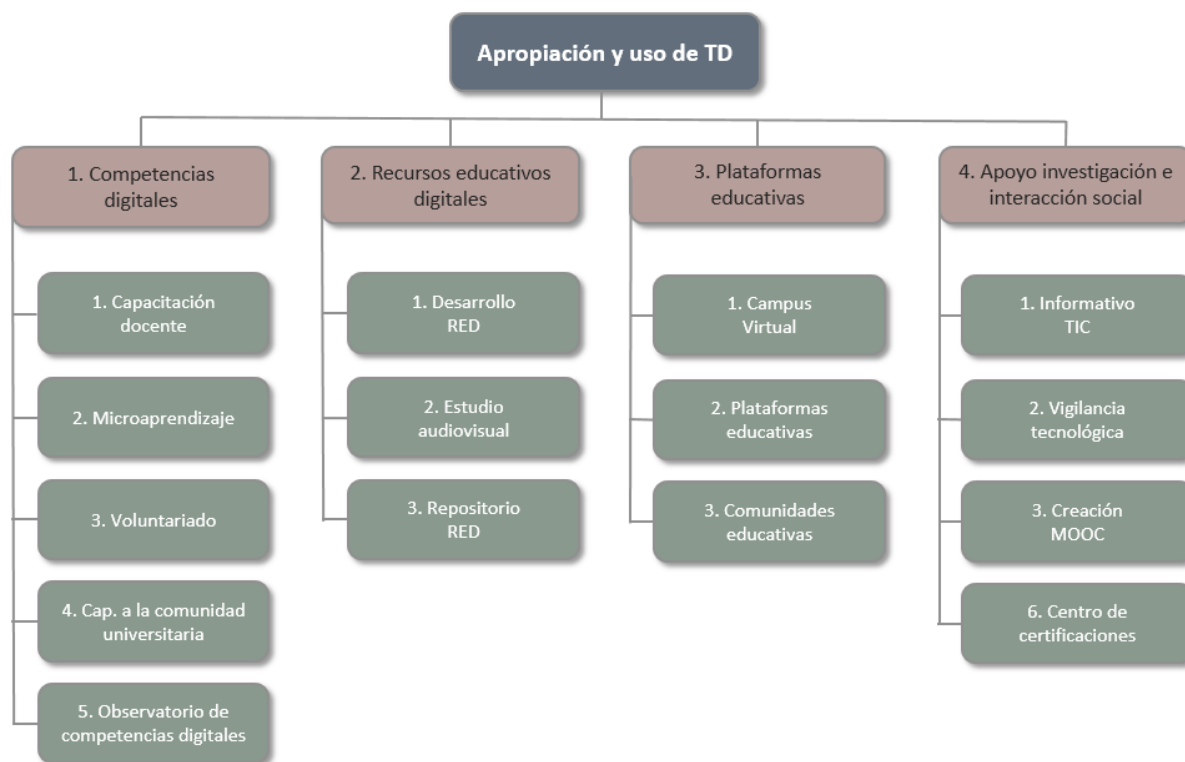 Apropiación y uso de TD
1. Competencias
digitales
1. Capacitación
docente
2. Microaprendizaje
3. Voluntariado
4. Cap. a la comunidad
universitaria
5. Observatorio de
competencias digitales
2. Recursos educativos
digitales
1. Desarrollo
RED
2. Estudio
audiovisual
3. Repositorio
RED
3. Plataformas
educativas
1. Campus
Virtual
2. Plataformas
educativas
3. Comunidades
educativas
4. Apoyo investigación e
interacción social
1. Informativo
TIC
2. Vigilancia
tecnológica
3. Creación
MOOC
6. Centro de
certificaciones